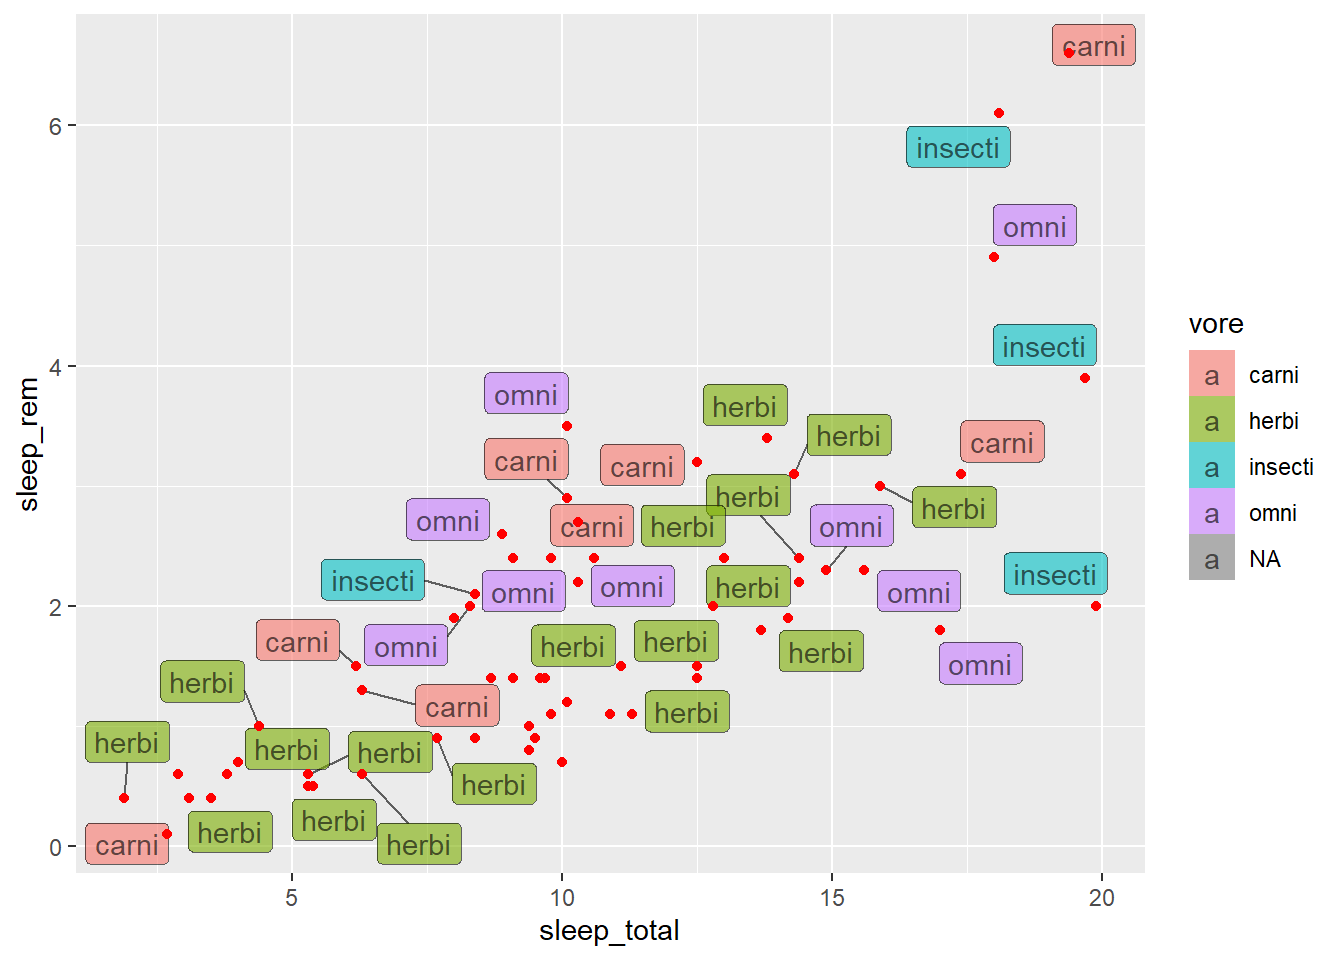 carni
6
insecti
omni
insecti
4
omni
herbi
herbi
carni
carni
carni
herbi
herbi
omni
carni
herbi
omni
insecti
insecti
omni
omni
herbi
omni
2
carni
omni
herbi
herbi
herbi
omni
herbi
carni
herbi
herbi
herbi
herbi
herbi
herbi
herbi
herbi
carni
herbi
0
5
10
15
20
sleep_total
sleep_rem
vore
a carni
a herbi
a insecti
a omni
a NA